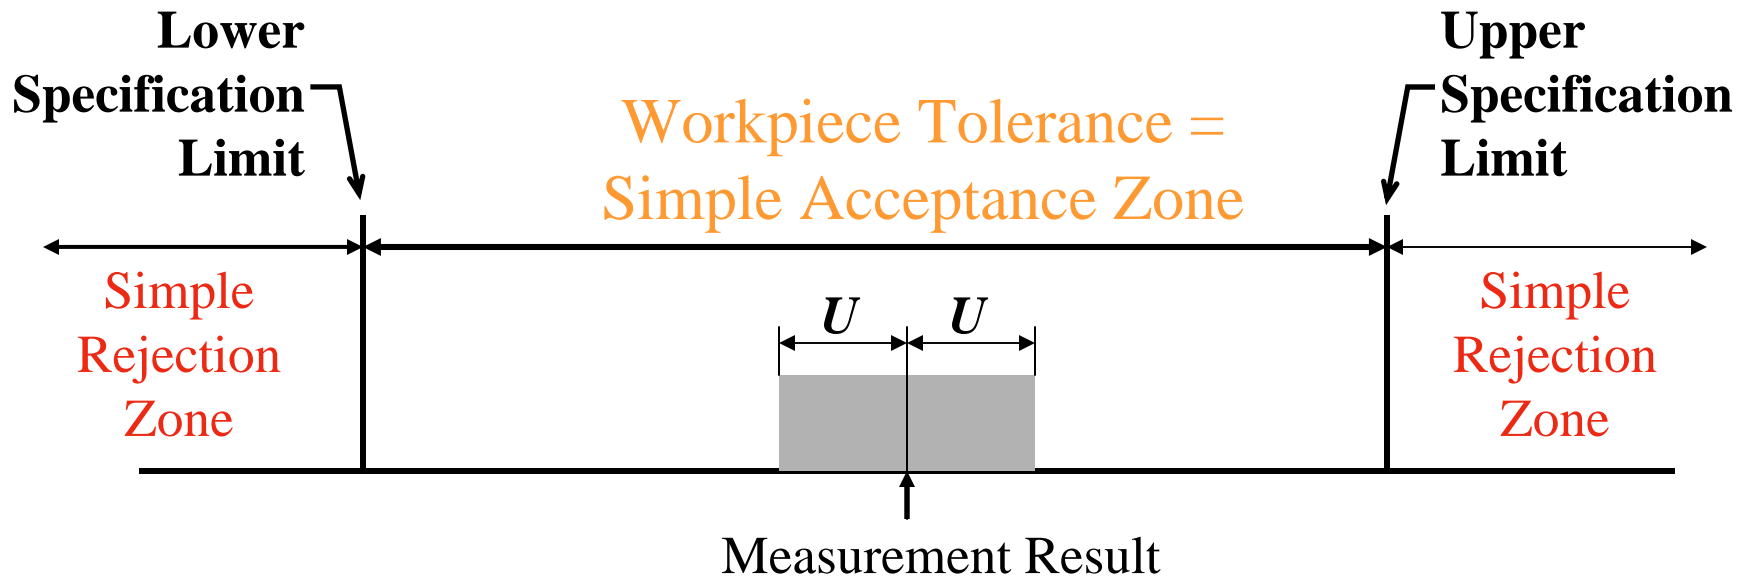 Lower
Specification
Limit
Upper
Specification
Limit
Workpiece Tolerance =
Simple Acceptance Zone
Simple
Rejection
Zone
U U
Simple
Rejection
Zone
Measurement Result